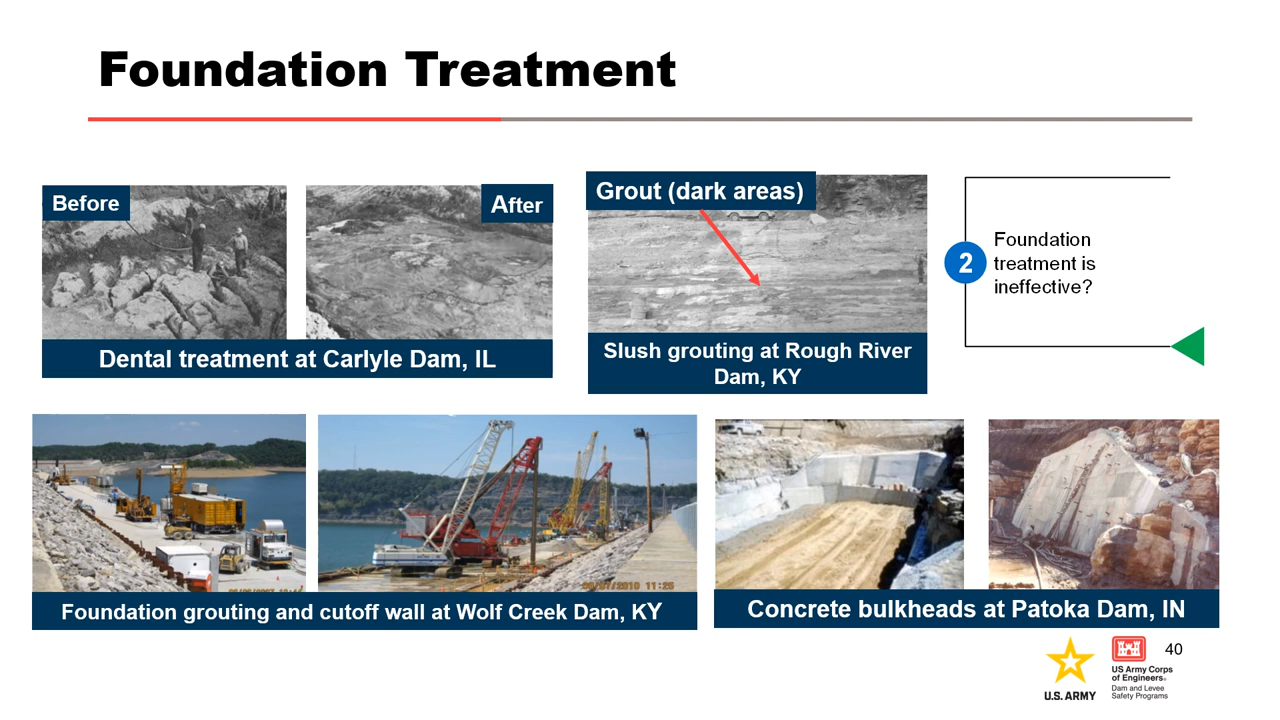 Foundation Treatment
Before
After
Dental treatment at Carlyle Dam, IL
Grout (dark areas)
Slush grouting at Rough River
Dam, KY
2
Foundation
treatment is
ineffective?
Foundation grouting and cutoff wall at Wolf Creek Dam, KY
Concrete bulkheads at Patoka Dam, IN
40
U.S. ARMY
US Army Corps
of Engineers®
Dam and Levee
Safety Programs